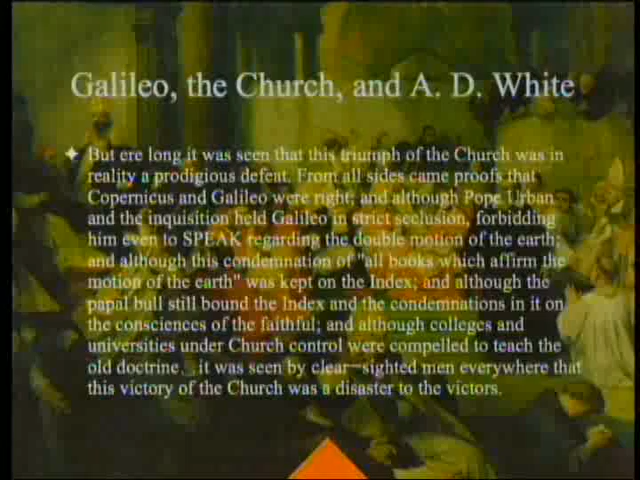 Galileo, the Church, and A. D. White
But ere long it was seen that this triumph of the Church was in
reality a prodigious defeat. From all sides came proofs that
Copernicus and Galileo were right; and although Pope Urban
and the inquisition held Galileo in strict seclusion, forbidding
him even to SPEAK regarding the double motion of the earth;
and although this condemnation of "all books which affirm the
motion of the earth" was kept on the Index; and although the
papal bull still bound the Index and the condemnations in it on
the consciences of the faithful; and although colleges and
universities under Church control were compelled to teach the
old doctrine, it was seen by clear-sighted men everywhere that
this victory of the Church was a disaster to the victors.